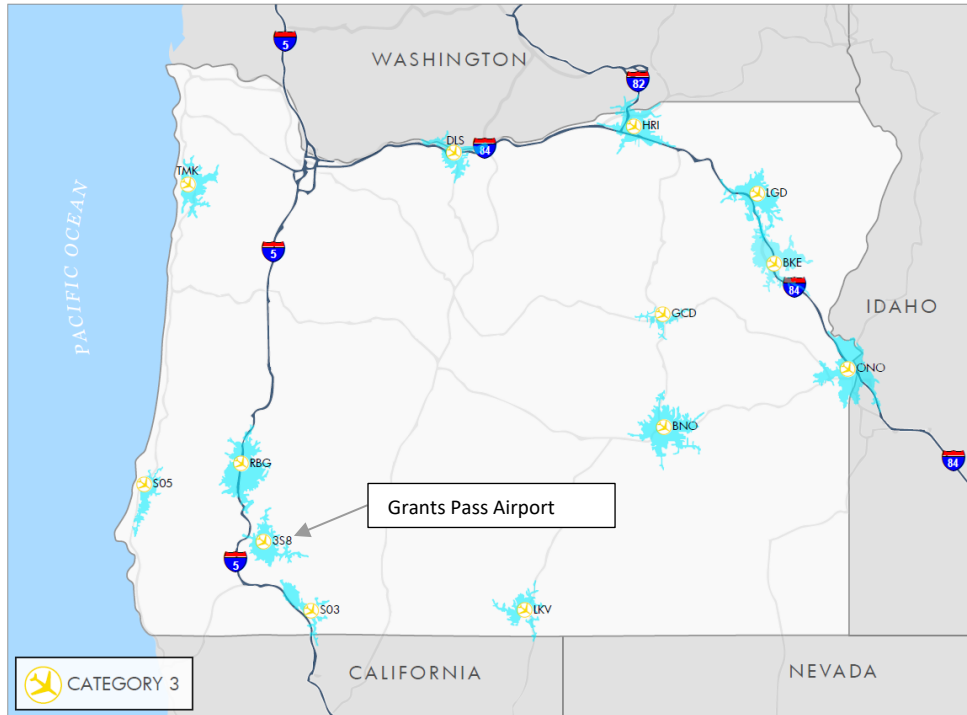 5
WASHINGTON
82
HRI
DLS
84
TMK
LGD
5
BKE
84
PACIFIC OCEAN
IDAHO
GCD
ONO
BNO
84
RBG
S05
Grants Pass Airport
3S8
5
S03
LKV
CATEGORY 3
CALIFORNIA
NEVADA